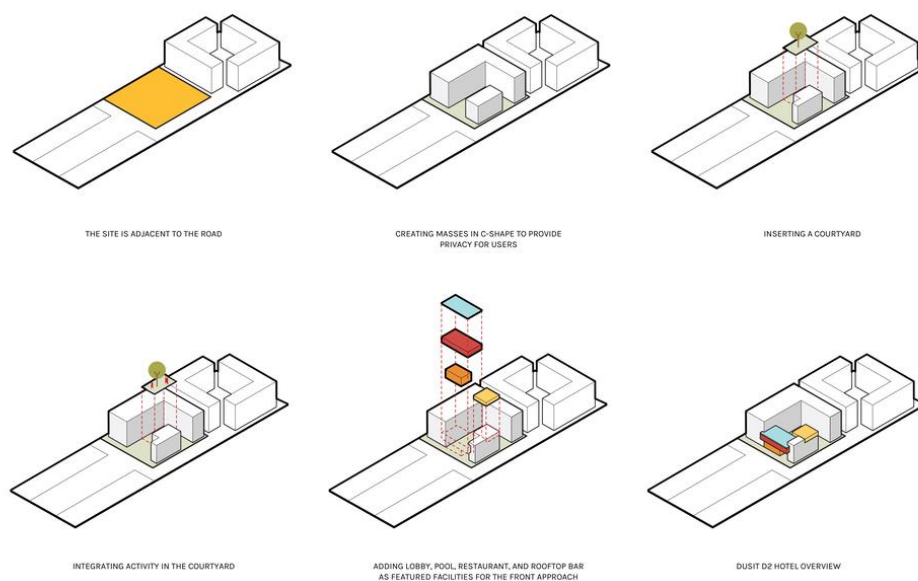 THE SITE IS ADJACENT TO THE ROAD
CREATING MASSES IN C-SHAPE TO PROVIDE
PRIVACY FOR USERS
INSERTING A COURTYARD
INTEGRATING ACTIVITY IN THE COURTYARD
ADDING LOBBY, POOL, RESTAURANT, AND ROOFTOP BAR
AS FEATURED FACILITIES FOR THE FRONT APPROACH
DUSIT D2 HOTEL OVERVIEW